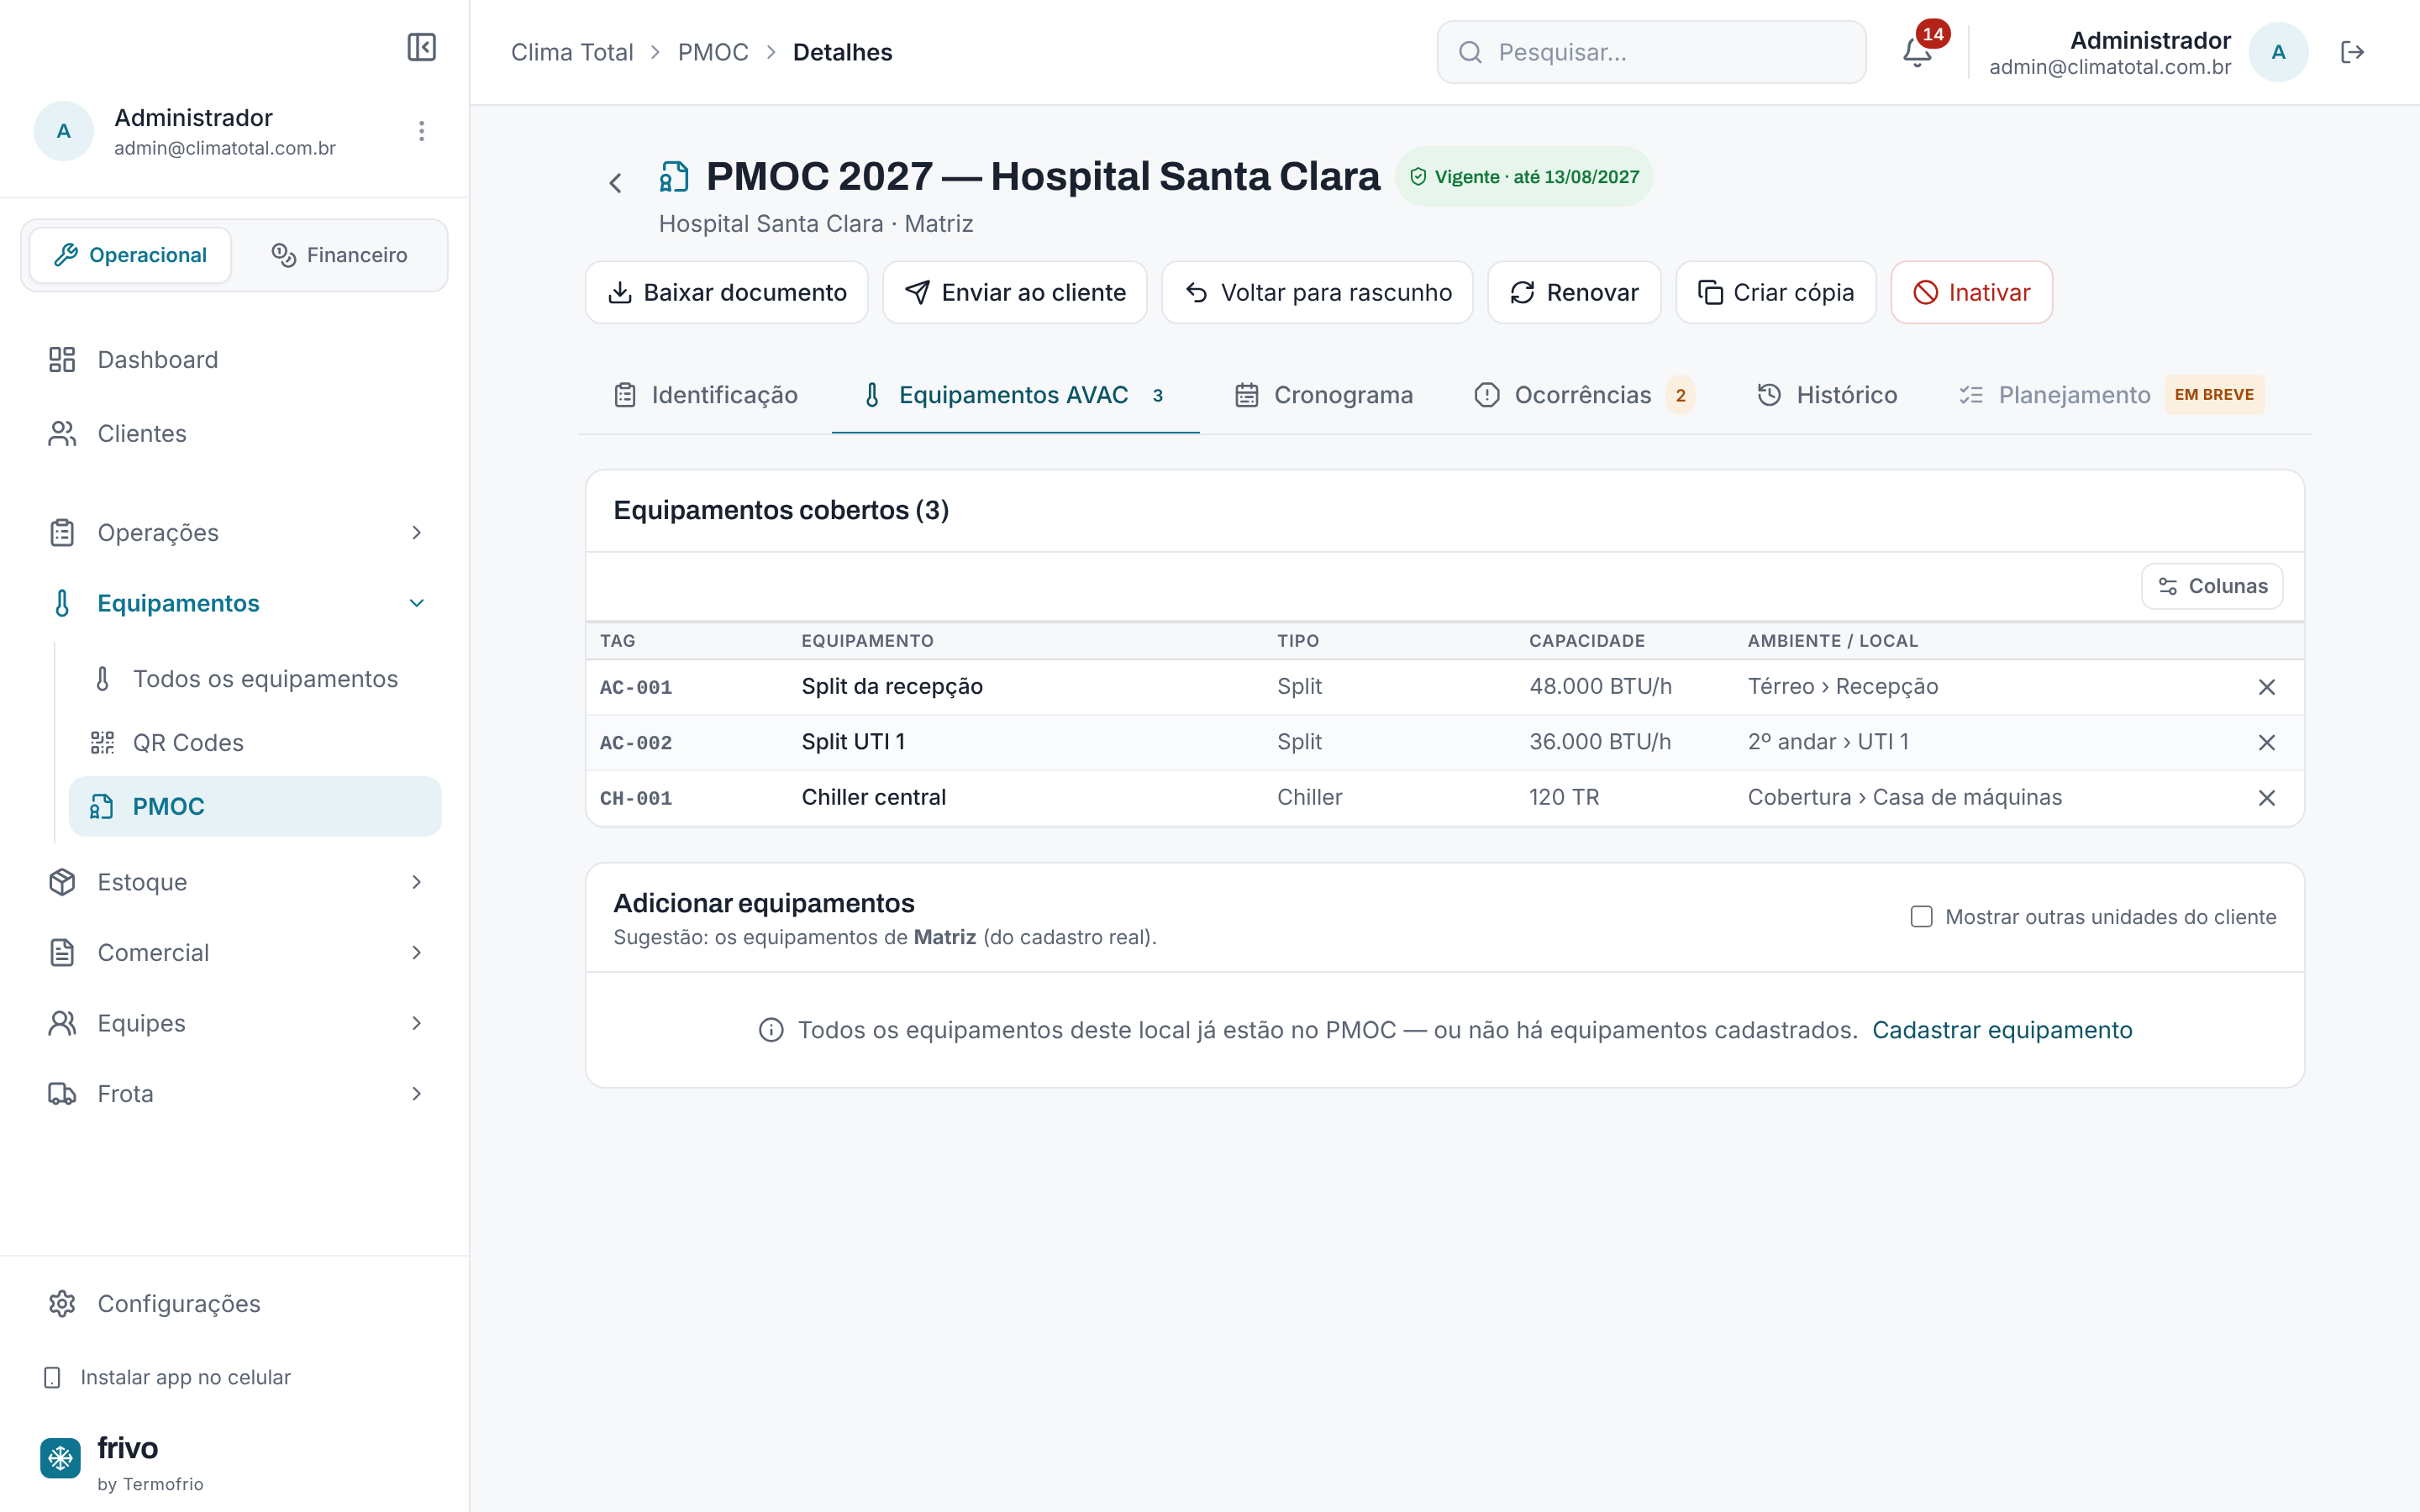 Clima Total > PMOC > Detalhes
Pesquisar...
14
Administrador
admin@climatotal.com.br
A
A
Administrador
admin@climatotal.com.br
Operacional
Financeiro
Dashboard
Clientes
Operações
Equipamentos
Todos os equipamentos
QR Codes
PMOC
Estoque
Comercial
Equipes
Frota
Configurações
Instalar app no celular
frivo
by Termofrio
PMOC 2027 — Hospital Santa Clara
Vigente · até 13/08/2027
Hospital Santa Clara · Matriz
Baixar documento
Enviar ao cliente
Voltar para rascunho
Renovar
Criar cópia
Inativar
Identificação
Equipamentos AVAC 3
Cronograma
Ocorrências 2
Histórico
Planejamento EM BREVE
Equipamentos cobertos (3)
Colunas
TAG EQUIPAMENTO TIPO CAPACIDADE AMBIENTE / LOCAL
AC-001 Split da recepção Split 48.000 BTU/h Térreo › Recepção
AC-002 Split UTI 1 Split 36.000 BTU/h 2º andar › UTI 1
CH-001 Chiller central Chiller 120 TR Cobertura › Casa de máquinas
Adicionar equipamentos
Sugestão: os equipamentos de Matriz (do cadastro real).
Mostrar outras unidades do cliente
Todos os equipamentos deste local já estão no PMOC — ou não há equipamentos cadastrados. Cadastrar equipamento